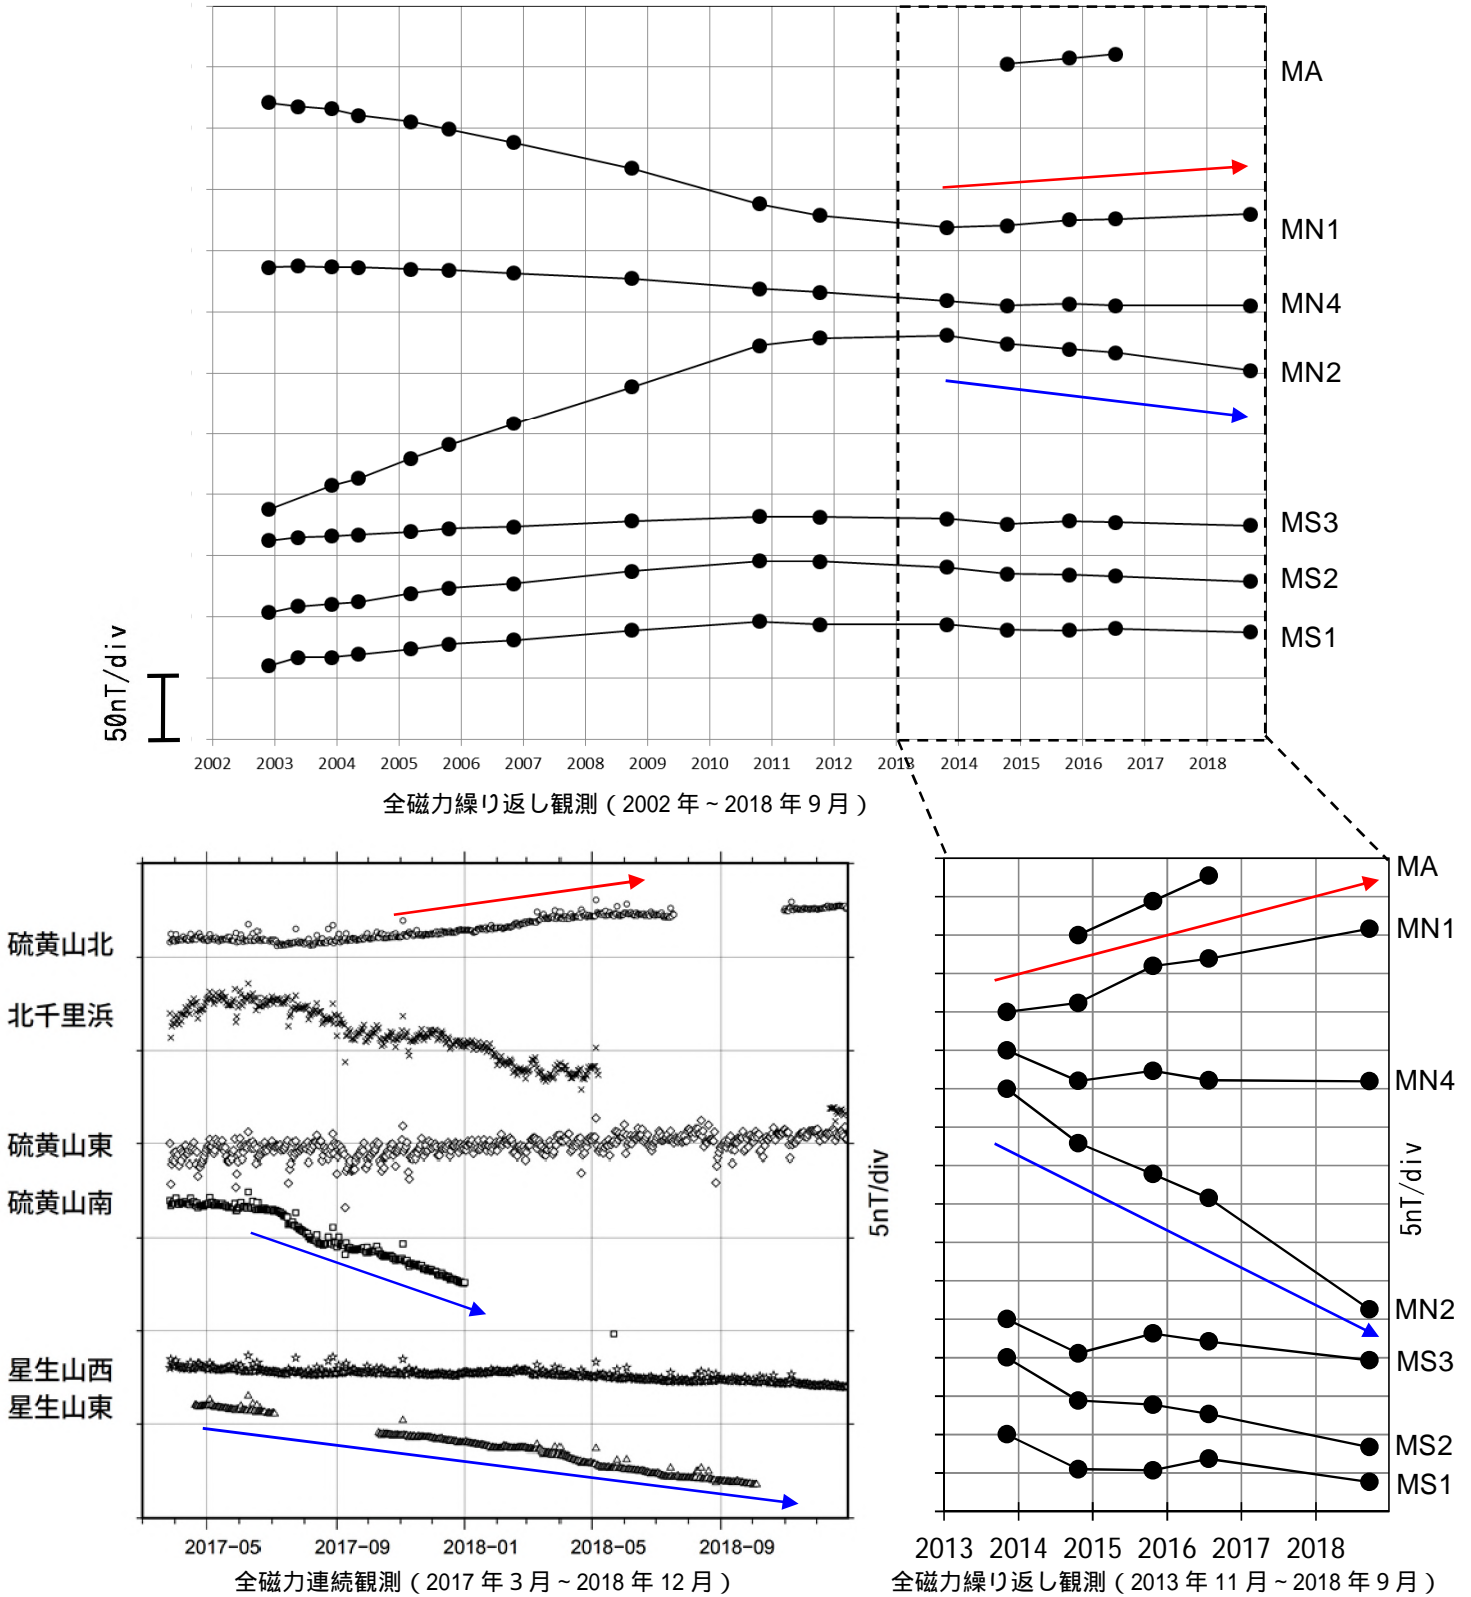 MA
MN1
MN4
MN2
MS3
MS2
MS1
50nT/div
2002 2003 2004 2005 2006 2007 2008 2009 2010 2011 2012 2013 2014 2015 2016 2017 2018
全磁力繰り返し観測（2002 年～2018 年 9 月）
硫黄山北
北千里浜
硫黄山東
硫黄山南
星生山西
星生山東
5nT/div
2017-05 2017-09 2018-01 2018-05 2018-09
全磁力連続観測（2017 年 3 月～2018 年 12 月）
MA
MN1
MN4
MN2
MS3
MS2
MS1
5nT/div
2013 2014 2015 2016 2017 2018
全磁力繰り返し観測（2013 年 11 月～2018 年 9 月）